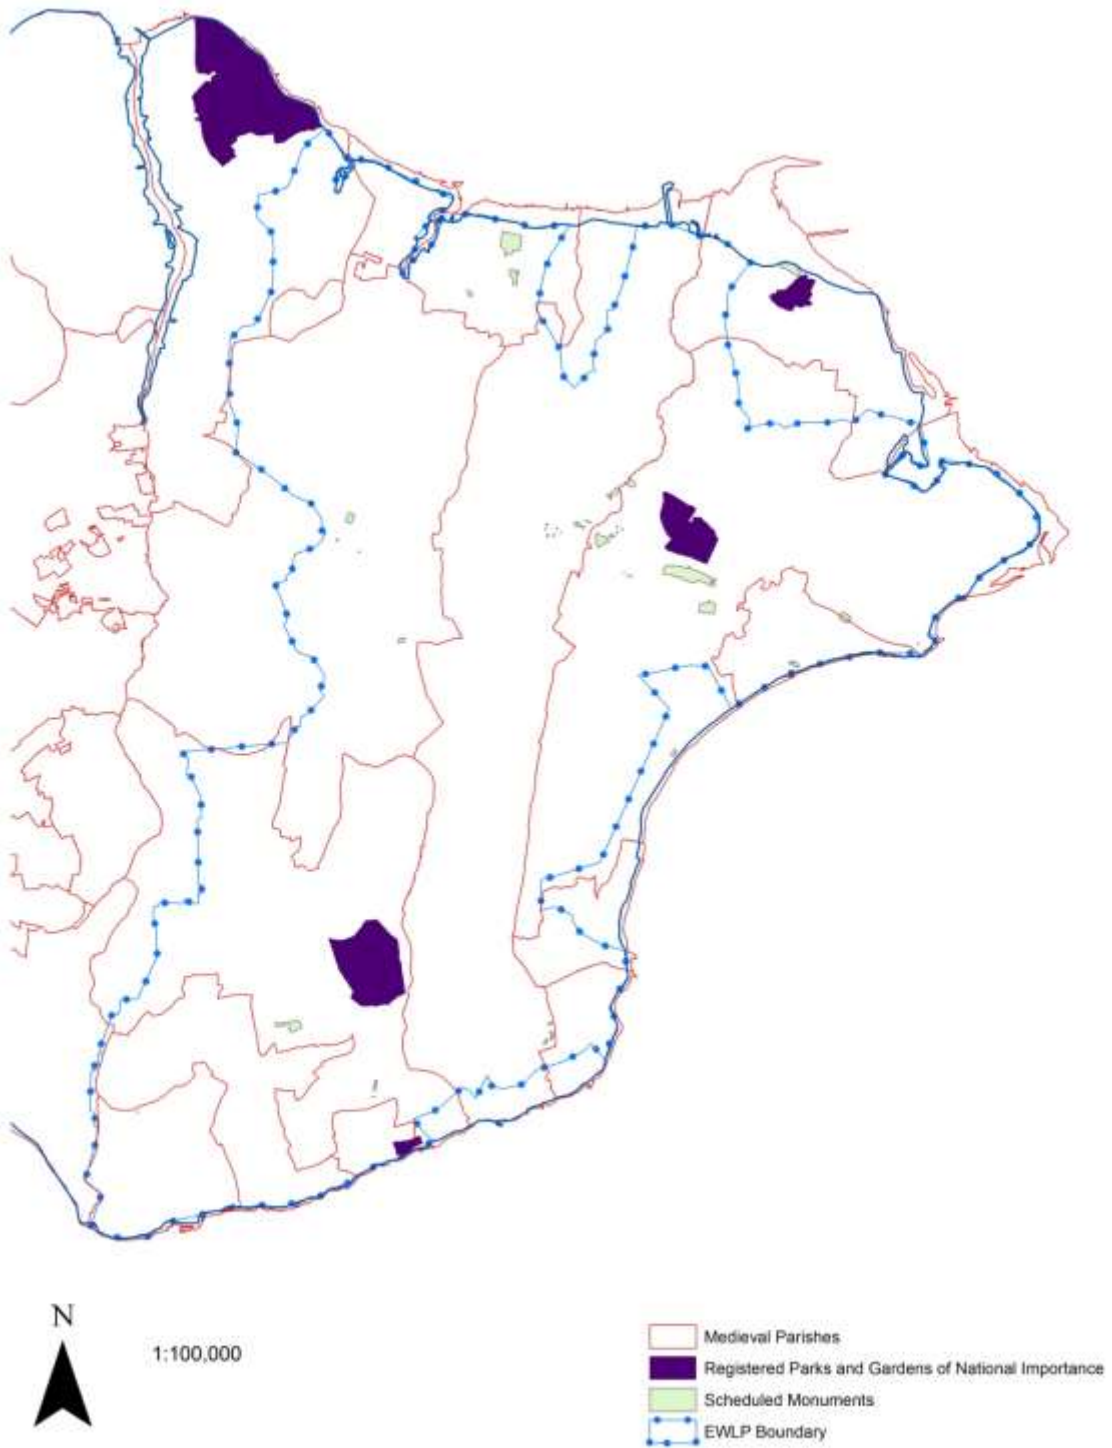 N
1:100,000
Medieval Parishes
Registered Parks and Gardens of National Importance
Scheduled Monuments
EWLP Boundary